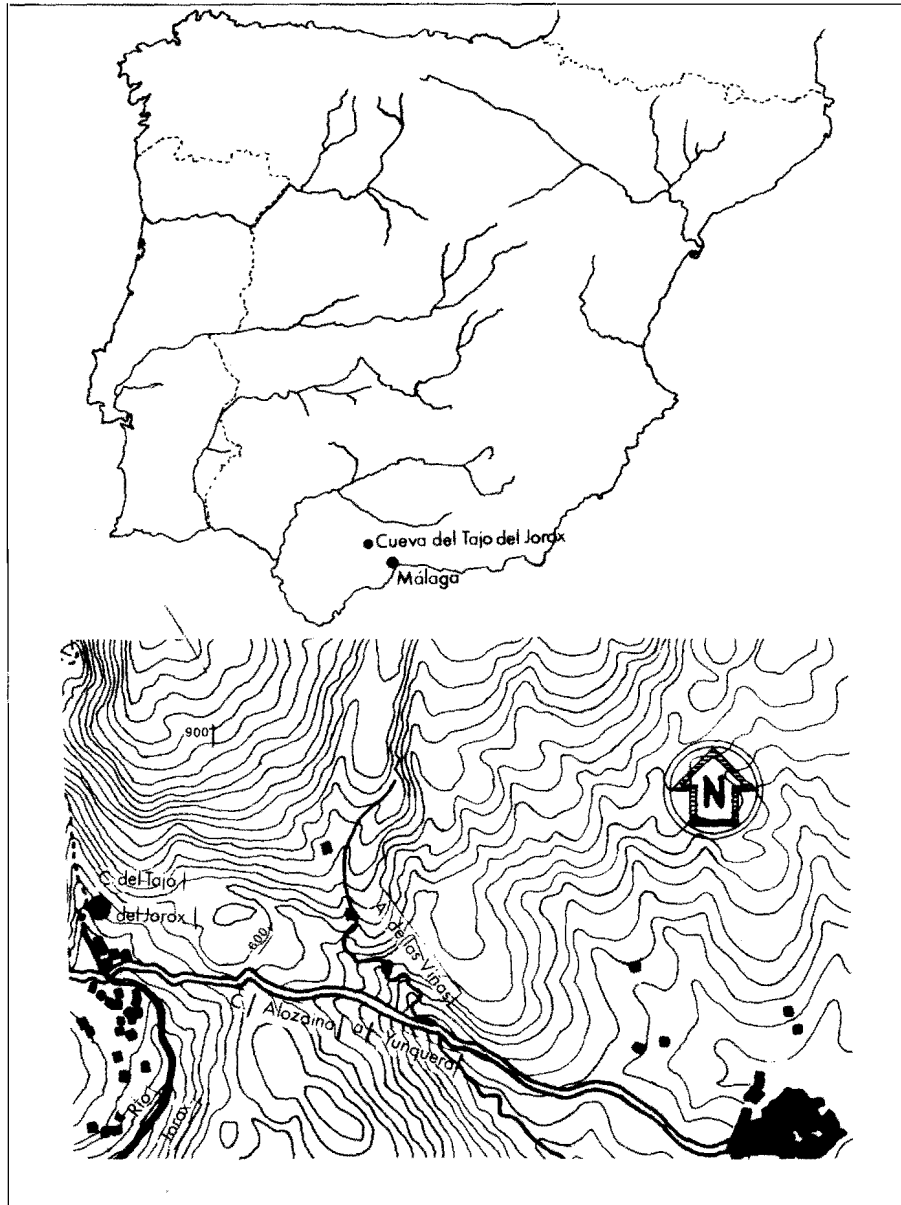 Cueva del Tajo del Jorox
Málaga
900
N
C. del Tajo
del Jorox
600
A. de las Viñas
C. Alozaina a Yunquera
Río
Jorox